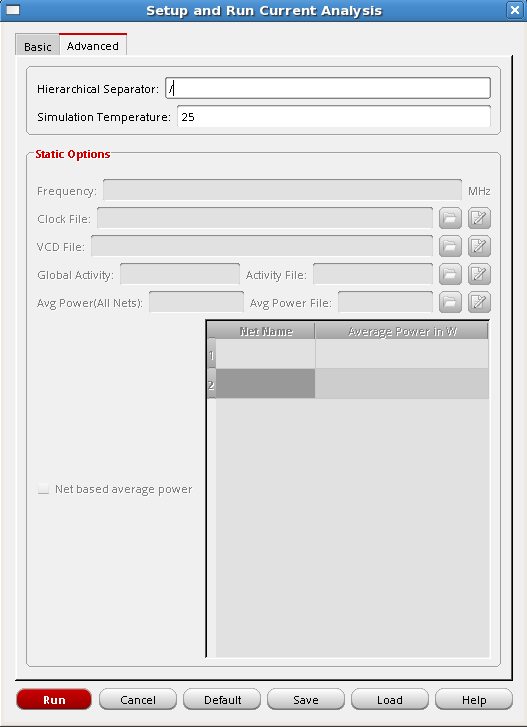 Setup and Run Current Analysis
Basic Advanced
Hierarchical Separator: /
Simulation Temperature: 25
Static Options
Frequency: MHz
Clock File:
VCD File:
Global Activity: Activity File:
Avg Power(All Nets): Avg Power File:
Net Name Average Power in W
1
2
Net based average power
Run Cancel Default Save Load Help